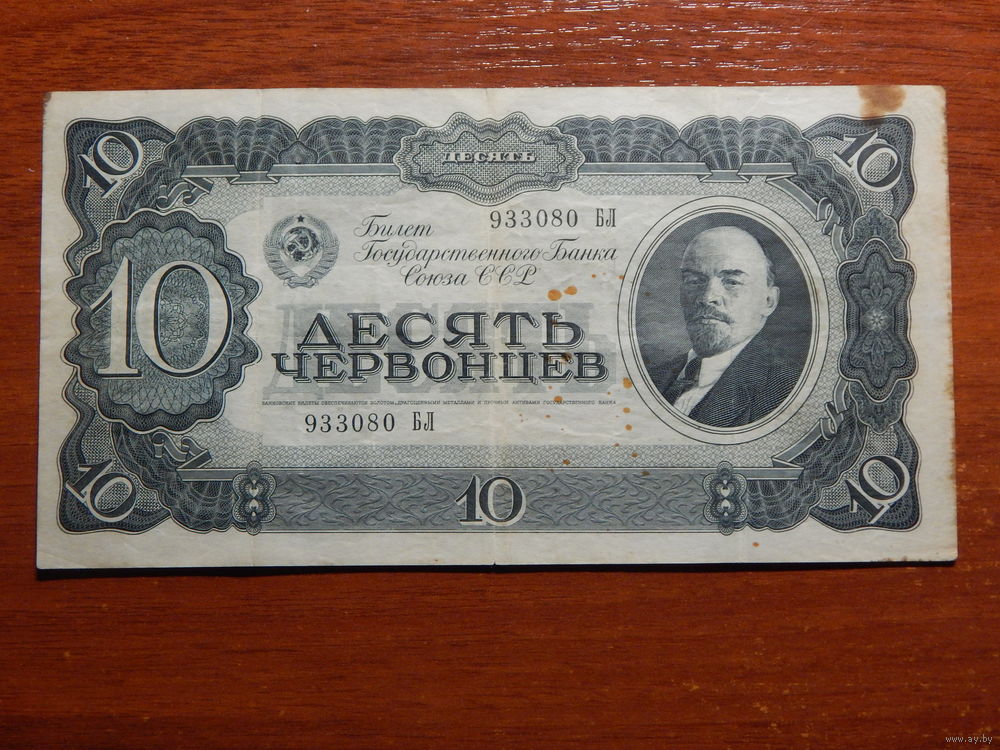 10
ДЕСЯТЬ
10
933080 БЛ
Билет
Государственного Банка
Союза ССР
10
ДЕСЯТЬ
ЧЕРВОНЦЕВ
БАНКОВСКИЕ БИЛЕТЫ ОБЕСПЕЧИВАЮТСЯ ЗОЛОТОМ, ДРАГОЦЕННЫМИ МЕТАЛЛАМИ И ПРОЧИМИ АКТИВАМИ ГОСУДАРСТВЕННОГО БАНКА
933080 БЛ
10
10
10
www.ay.by